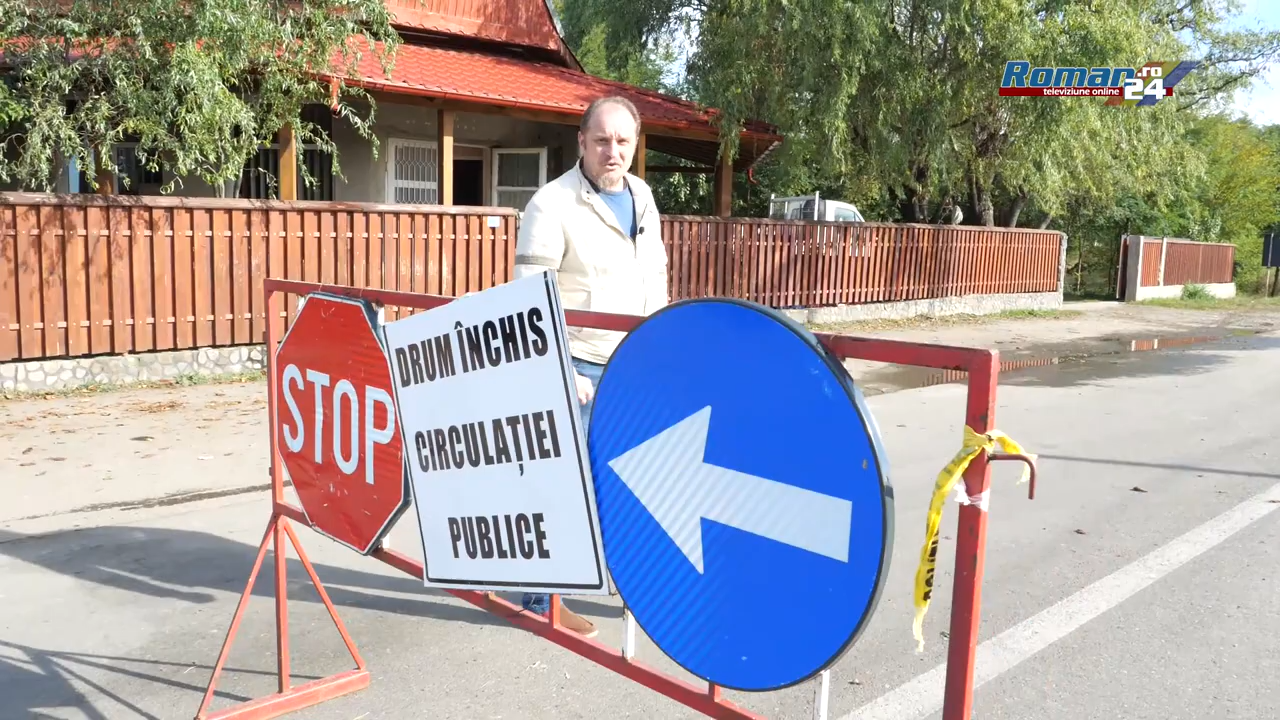 Roman.ro
24
televiziune online
STOP
DRUM ÎNCHIS
CIRCULAȚIEI
PUBLICE